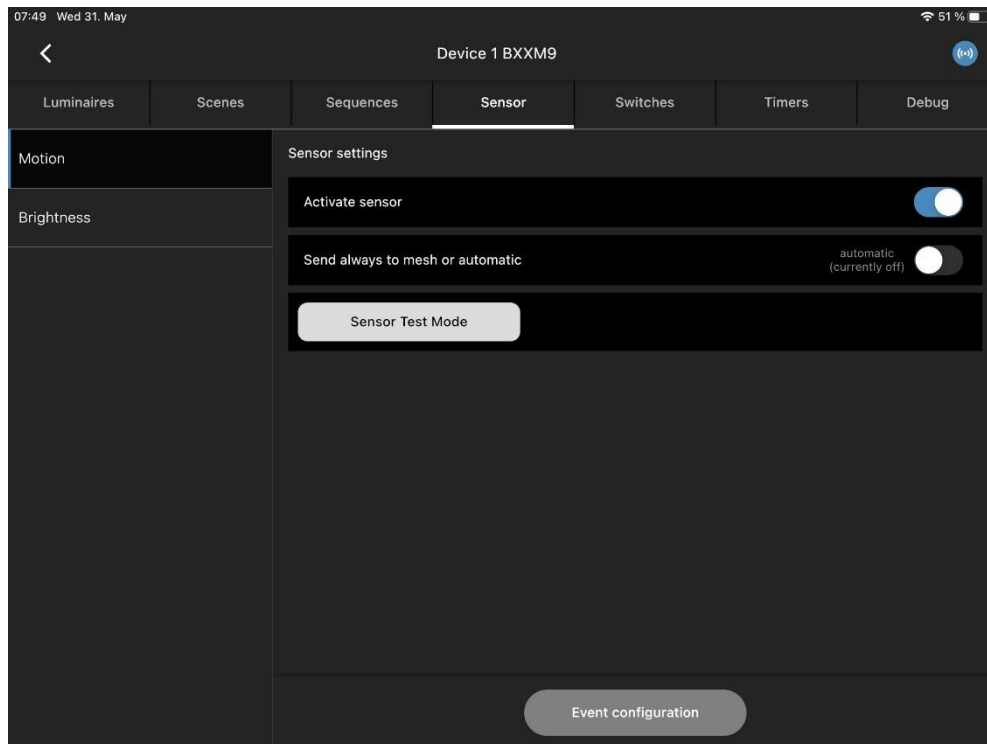 07:49 Wed 31. May
51 %
Device 1 BXXM9
Luminaires
Scenes
Sequences
Sensor
Switches
Timers
Debug
Motion
Brightness
Sensor settings
Activate sensor
Send always to mesh or automatic
automatic
(currently off)
Sensor Test Mode
Event configuration